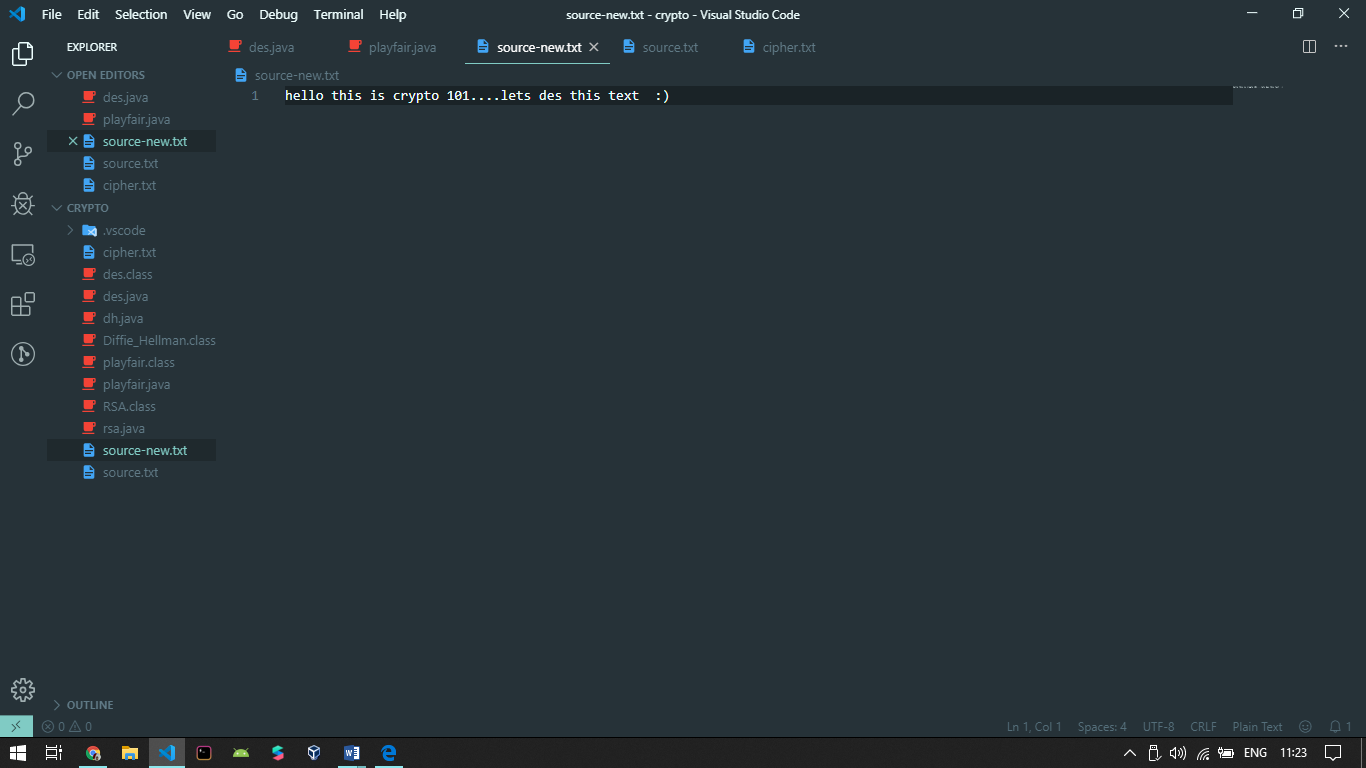 File Edit Selection View Go Debug Terminal Help
source-new.txt - crypto - Visual Studio Code
EXPLORER
OPEN EDITORS
des.java
playfair.java
source-new.txt
source.txt
cipher.txt
CRYPTO
.vscode
cipher.txt
des.class
des.java
dh.java
Diffie_Hellman.class
playfair.class
playfair.java
RSA.class
rsa.java
source-new.txt
source.txt
OUTLINE
des.java playfair.java source-new.txt source.txt cipher.txt
source-new.txt
1 hello this is crypto 101....lets des this text  :)
0 0 Ln 1, Col 1 Spaces: 4 UTF-8 CRLF Plain Text 1
ENG 11:23